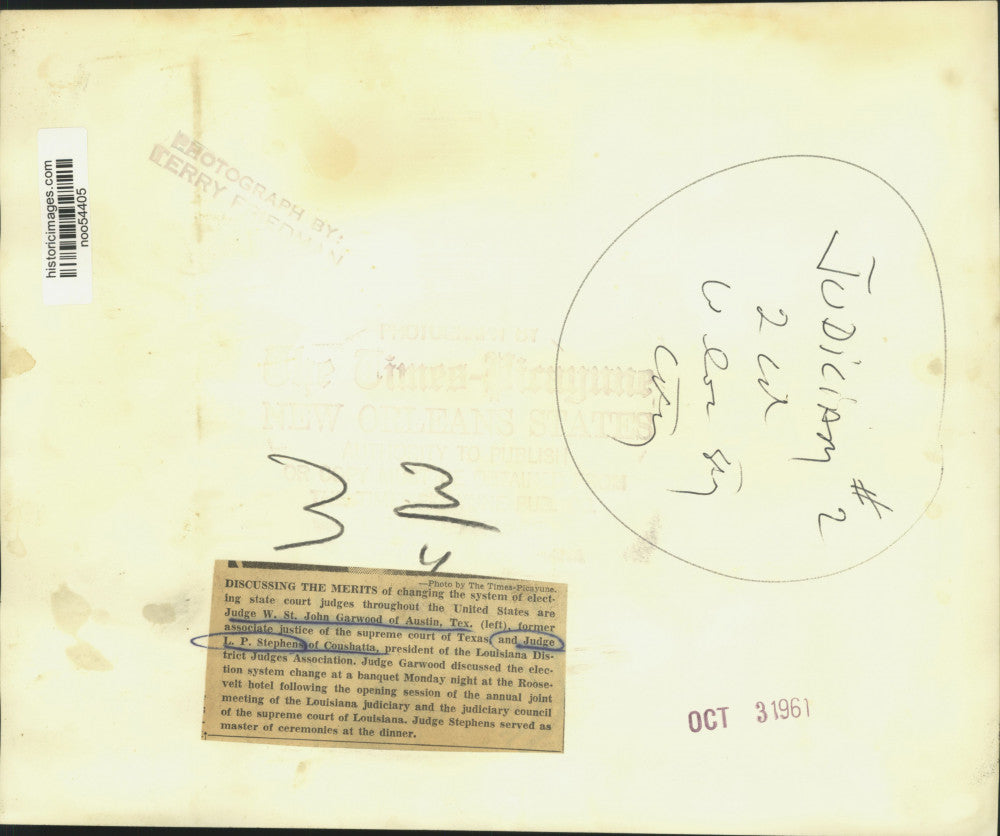 historicimages.com
noo54405
PHOTOGRAPH BY:
TERRY FRIEDMAN
PHOTOGRAPH BY
The Times-Picayune
NEW ORLEANS STATES
AUTHORITY TO PUBLISH
OR COPY
JUDICIARY #2
2 col
—Photo by The Times-Picayune.
DISCUSSING THE MERITS of changing the system of elect-
ing state court judges throughout the United States are
Judge W. St. John Garwood of Austin, Tex. (left), former
associate justice of the supreme court of Texas, and Judge
L. P. Stephens of Coushatta, president of the Louisiana Dis-
trict Judges Association. Judge Garwood discussed the elec-
tion system change at a banquet Monday night at the Roose-
velt hotel following the opening session of the annual joint
meeting of the Louisiana judiciary and the judiciary council
of the supreme court of Louisiana. Judge Stephens served as
master of ceremonies at the dinner.
OCT 3 1961